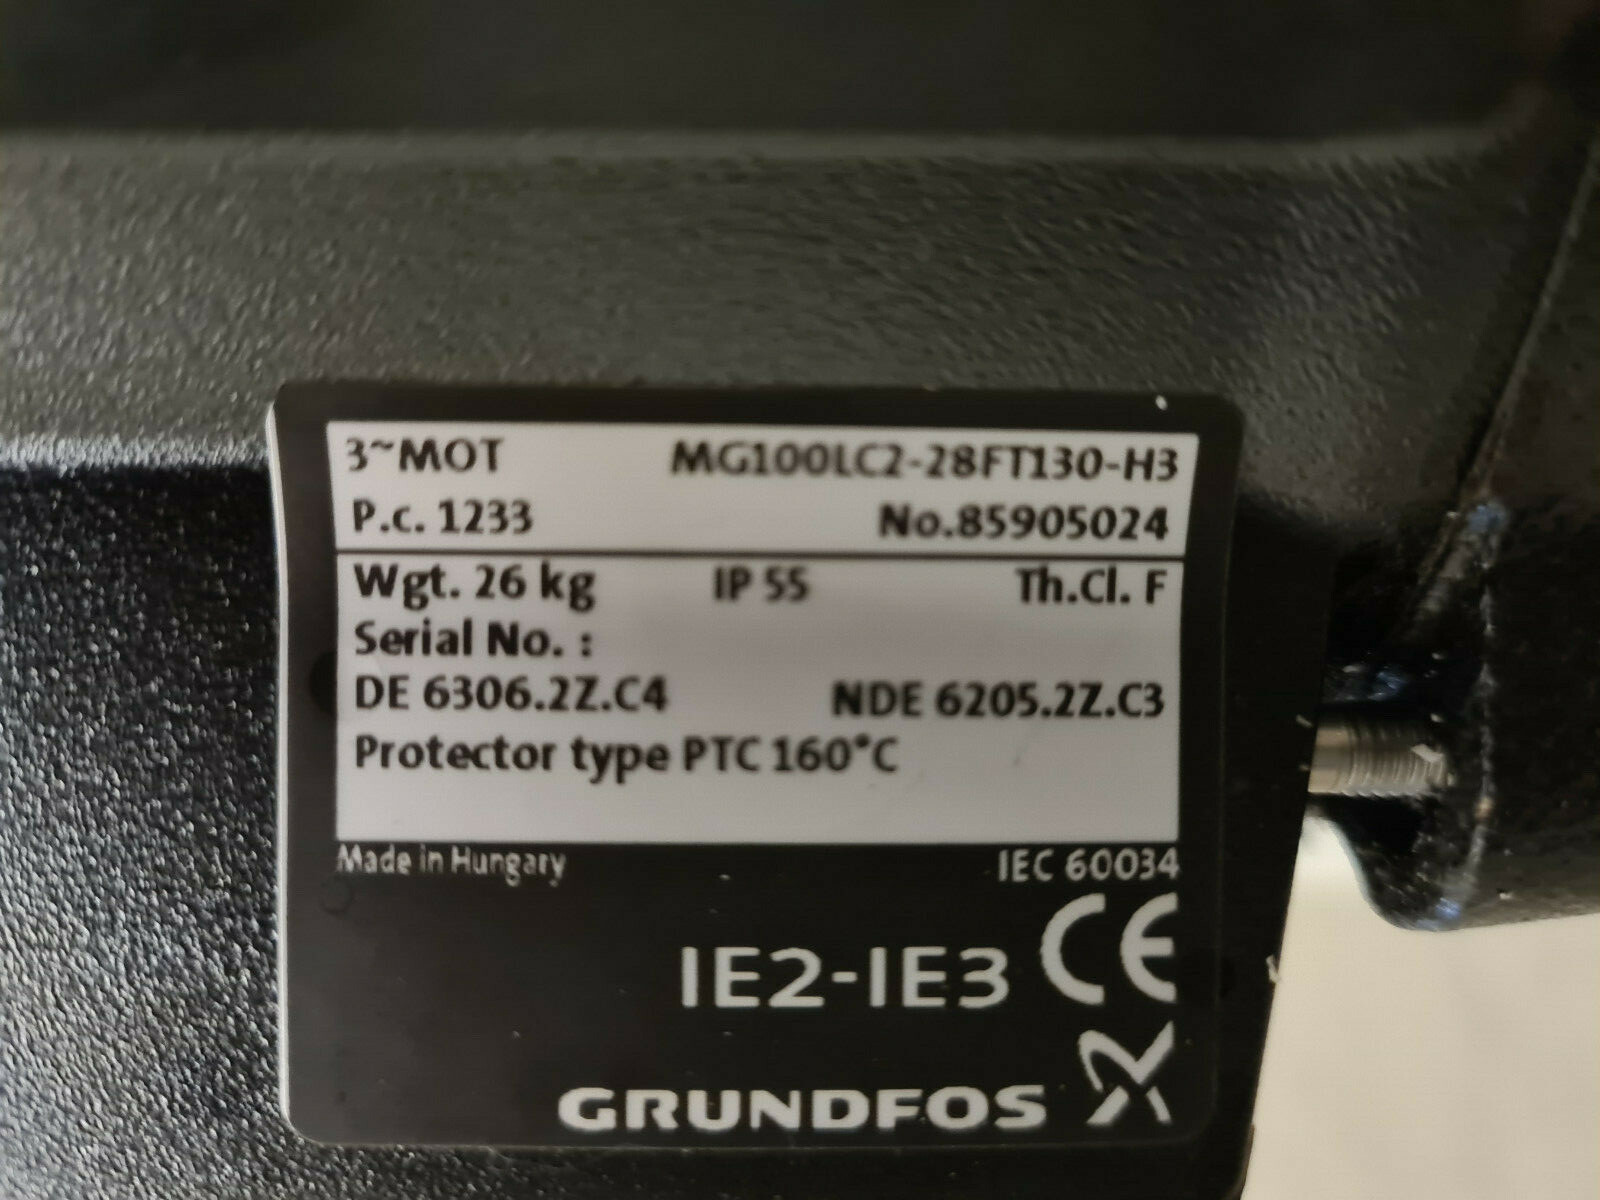 3~MOT MG100LC2-28FT130-H3
P.c. 1233 No.85905024
Wgt. 26 kg IP 55 Th.Cl. F
Serial No. :
DE 6306.2Z.C4 NDE 6205.2Z.C3
Protector type PTC 160°C
Made in Hungary IEC 60034
IE2-IE3 CE
GRUNDFOS